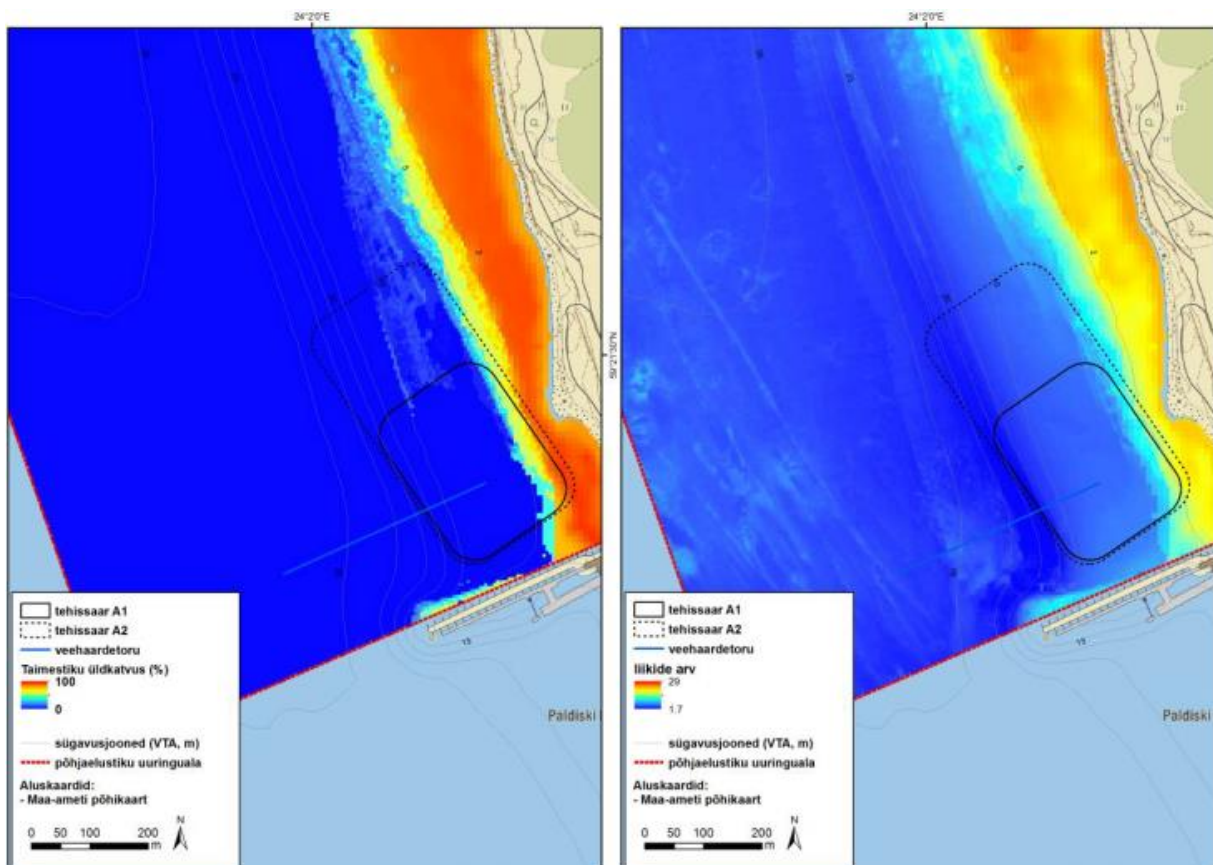 24°2'0"E
24°2'0"E
59°21'30"N
tehissaar A1
tehissaar A2
veehaardetoru
Taimestiku üldkatvus (%)
100
0
sügavusjooned (VTA, m)
põhjaelustiku uuringuala
Aluskaardid:
- Maa-ameti põhikaart
0 50 100 200
m
N
tehissaar A1
tehissaar A2
veehaardetoru
liikide arv
29
1.7
sügavusjooned (VTA, m)
põhjaelustiku uuringuala
Aluskaardid:
- Maa-ameti põhikaart
0 50 100 200
m
N
Paldiski
Paldiski